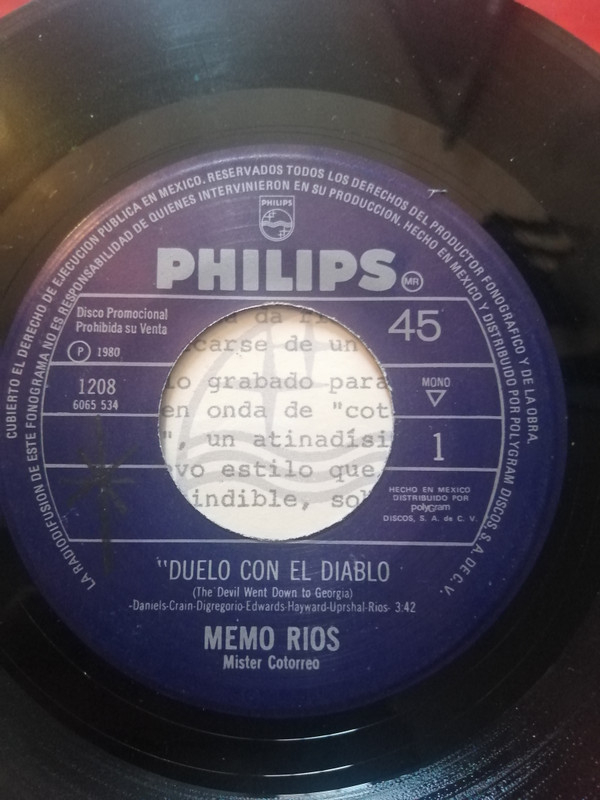 CUBIERTO EL DERECHO DE EJECUCION PUBLICA EN MEXICO. RESERVADOS TODOS LOS DERECHOS DEL PRODUCTOR FONOGRAFICO Y DE LA OBRA.
LA RADIODIFUSION DE ESTE FONOGRAMA NO ES RESPONSABILIDAD DE QUIENES INTERVINIERON EN SU PRODUCCION. HECHO EN MEXICO Y DISTRIBUIDO POR POLYGRAM DISCOS, S. A. DE C. V.
PHILIPS
PHILIPS MR
Disco Promocional
Prohibida su Venta
45
P 1980
1208
6065 534
MONO
1
HECHO EN MEXICO
DISTRIBUIDO POR
polygram
DISCOS, S. A. de C. V.
carse de un
grabado para
en onda de "cot
", un atinadísi
vo estilo que,
indible, so
"DUELO CON EL DIABLO
(The Devil Went Down to Georgia)
-Daniels-Crain-Digregorio-Edwards-Hayward-Uprshal-Rios- 3:42
MEMO RIOS
Mister Cotorreo